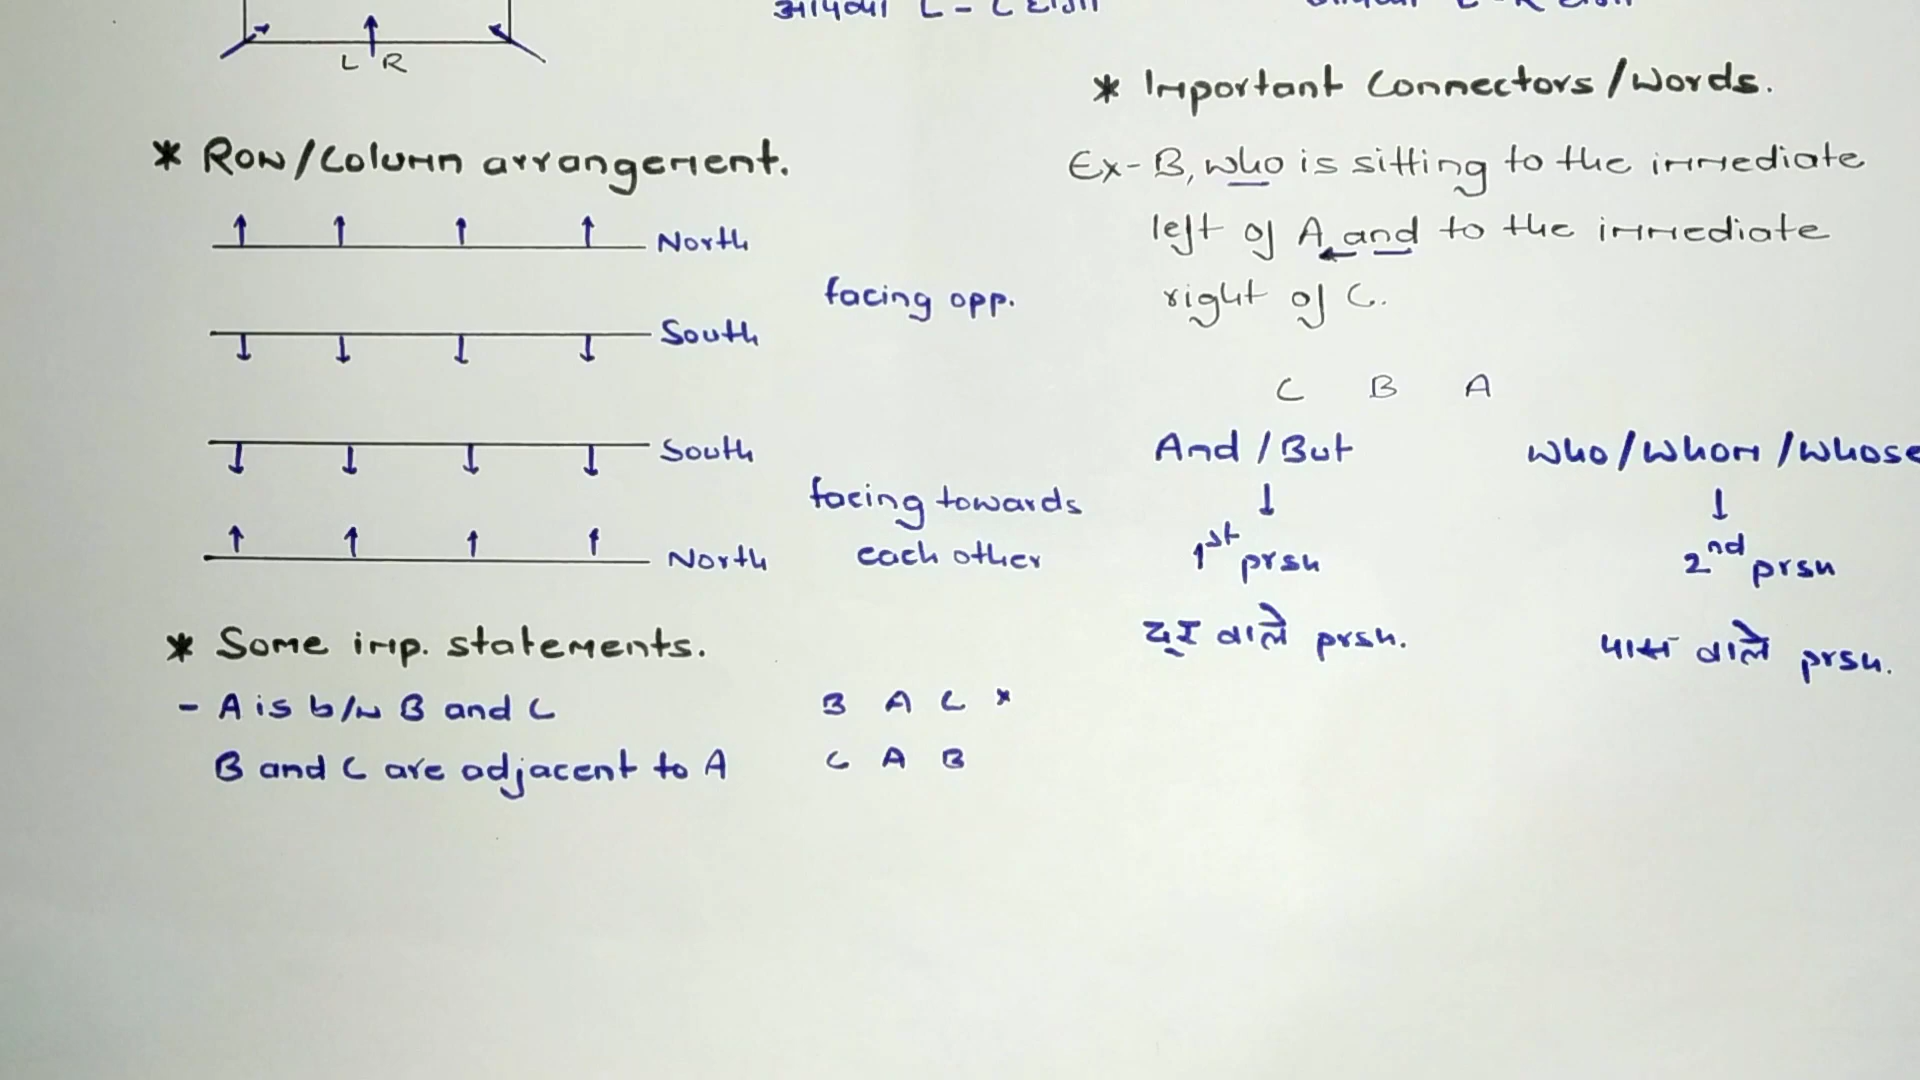 L R
* Row/Column arrangement.
North
facing opp.
South
South
facing towards
each other
North
* Some imp. statements.
- A is b/w B and C
B A C *
B and C are adjacent to A
C A B
* Important Connectors/Words.
Ex- B, who is sitting to the immediate
left of A and to the immediate
right of C.
C B A
And / But
↓
1st prsn
दूर वाले prsn.
who/whom/whose
↓
2nd prsn
पास वाले prsn.